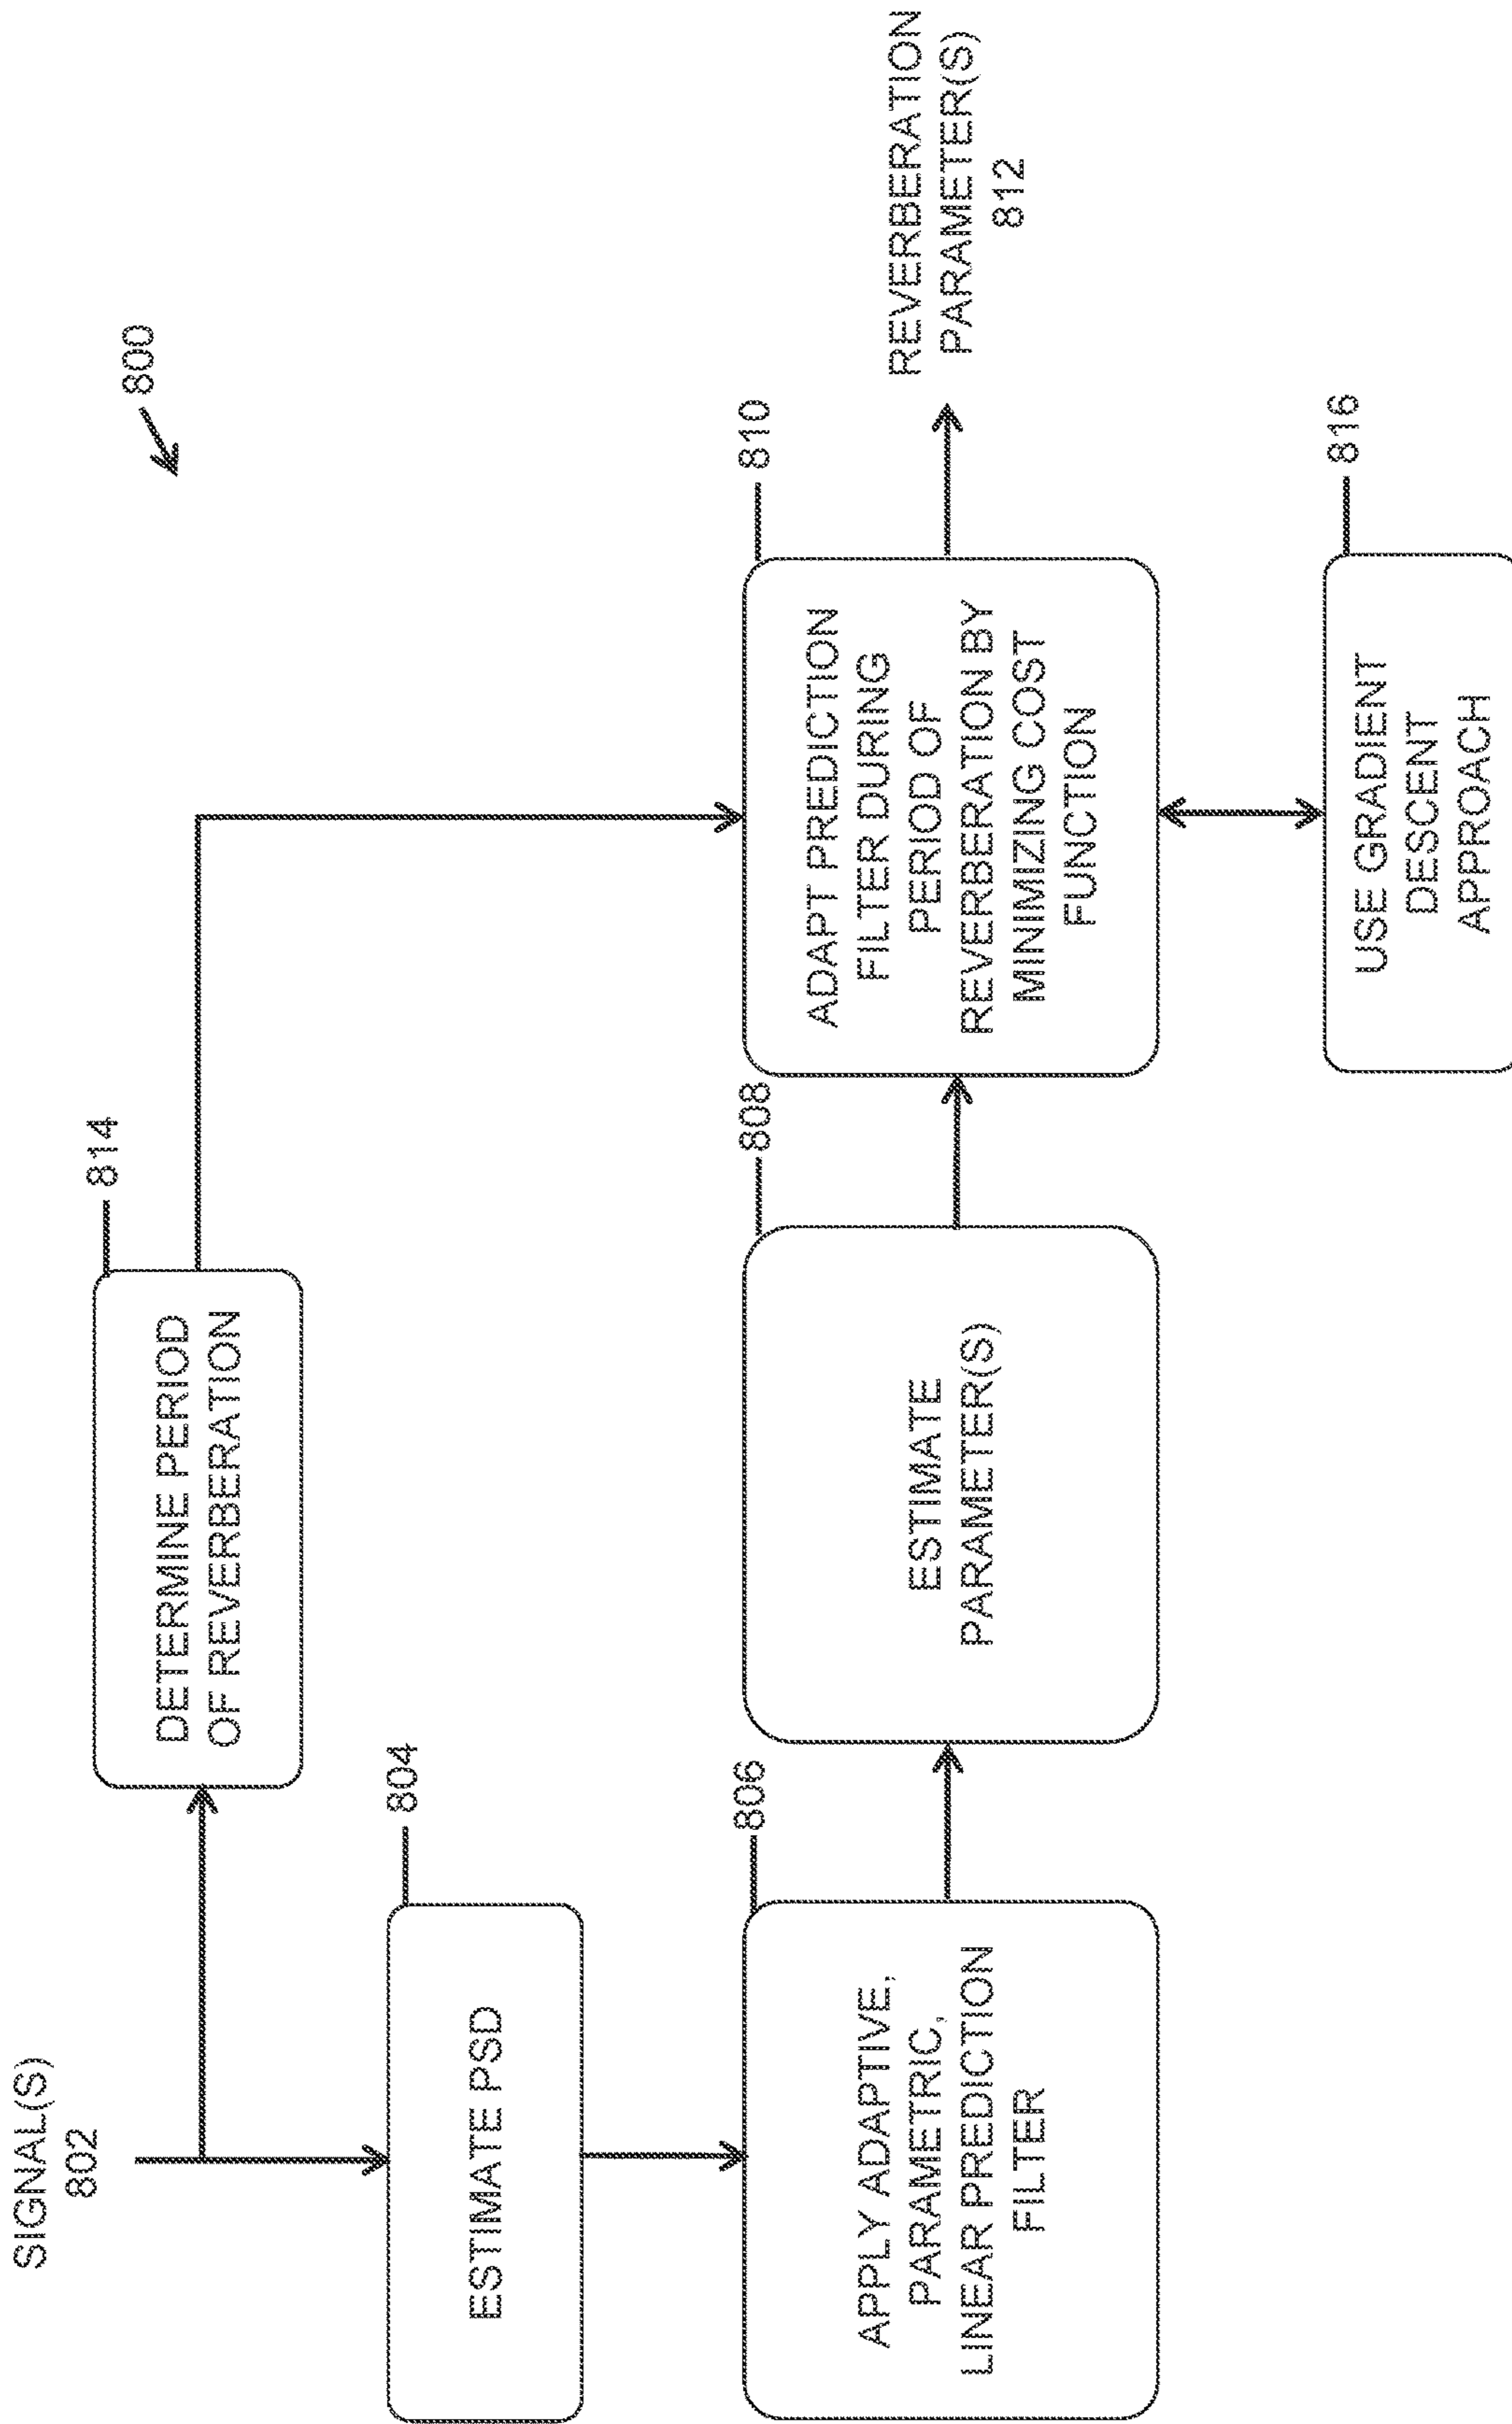 800
SIGNAL(S)
802
DETERMINE PERIOD
OF REVERBERATION
814
ESTIMATE PSD
804
APPLY ADAPTIVE,
PARAMETRIC,
LINEAR PREDICTION
FILTER
806
ESTIMATE
PARAMETER(S)
808
ADAPT PREDICTION
FILTER DURING
PERIOD OF
REVERBERATION BY
MINIMIZING COST
FUNCTION
810
REVERBERATION
PARAMETER(S)
812
USE GRADIENT
DESCENT
APPROACH
816